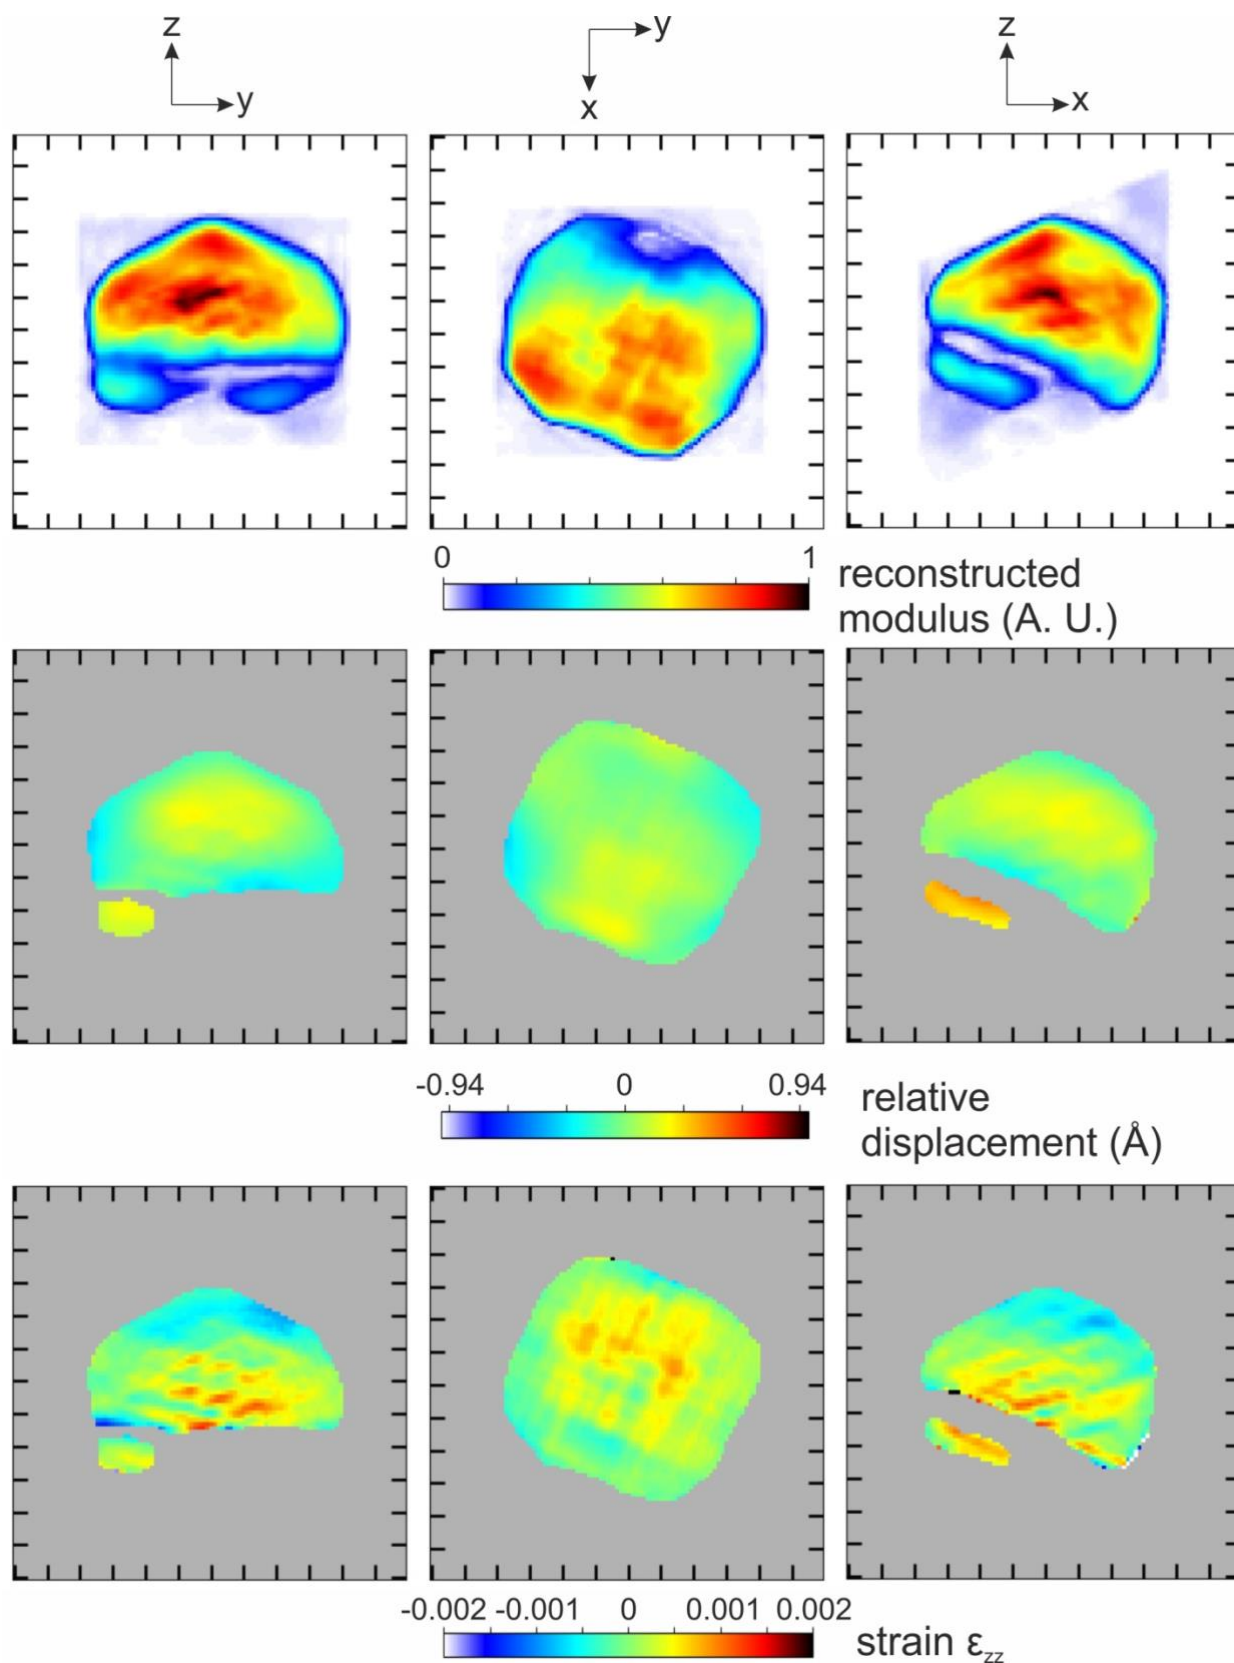 z y z
y x x
0 1
reconstructed
modulus (A. U.)
-0.94 0 0.94
relative
displacement (Å)
-0.002 -0.001 0 0.001 0.002
strain εzz